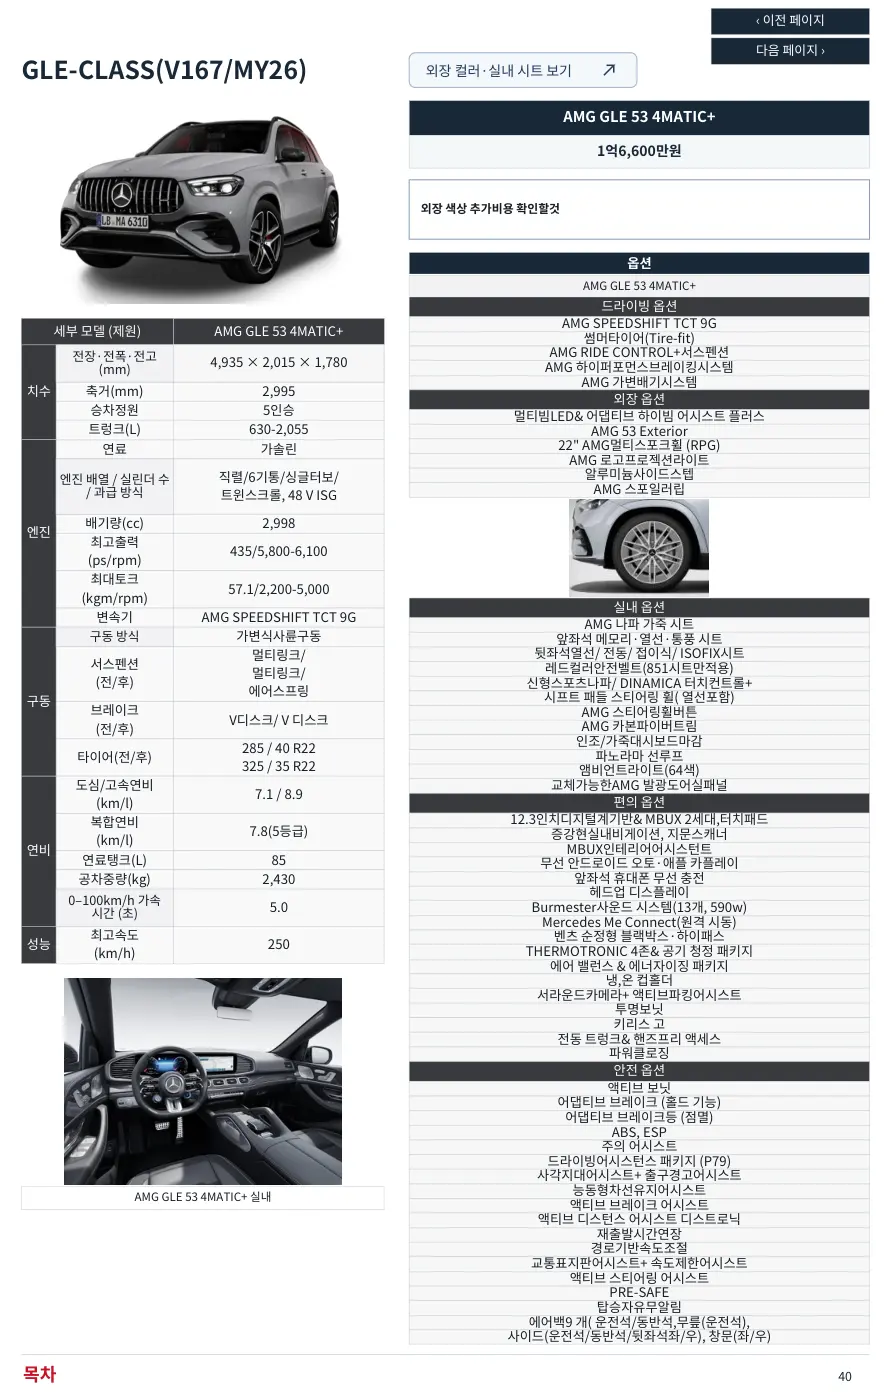 ‹ 이전 페이지
다음 페이지 ›
GLE-CLASS(V167/MY26)
외장 컬러·실내 시트 보기
AMG GLE 53 4MATIC+
1억6,600만원
외장 색상 추가비용 확인할것
LB·MA 6310
세부 모델 (제원) AMG GLE 53 4MATIC+
치수
전장·전폭·전고
(mm)
4,935 × 2,015 × 1,780
축거(mm) 2,995
승차정원 5인승
트렁크(L) 630-2,055
엔진
연료 가솔린
엔진 배열 / 실린더 수
/ 과급 방식
직렬/6기통/싱글터보/
트윈스크롤, 48 V ISG
배기량(cc) 2,998
최고출력
(ps/rpm)
435/5,800-6,100
최대토크
(kgm/rpm)
57.1/2,200-5,000
변속기 AMG SPEEDSHIFT TCT 9G
구동
구동 방식 가변식사륜구동
서스펜션
(전/후)
멀티링크/
멀티링크/
에어스프링
브레이크
(전/후)
V디스크/ V 디스크
타이어(전/후)
285 / 40 R22
325 / 35 R22
연비
도심/고속연비
(km/l)
7.1 / 8.9
복합연비
(km/l)
7.8(5등급)
연료탱크(L) 85
공차중량(kg) 2,430
0–100km/h 가속
시간 (초)
5.0
성능
최고속도
(km/h)
250
AMG GLE 53 4MATIC+ 실내
옵션
AMG GLE 53 4MATIC+
드라이빙 옵션
AMG SPEEDSHIFT TCT 9G
썸머타이어(Tire-fit)
AMG RIDE CONTROL+서스펜션
AMG 하이퍼포먼스브레이킹시스템
AMG 가변배기시스템
외장 옵션
멀티빔LED& 어댑티브 하이빔 어시스트 플러스
AMG 53 Exterior
22" AMG멀티스포크휠 (RPG)
AMG 로고프로젝션라이트
알루미늄사이드스텝
AMG 스포일러립
실내 옵션
AMG 나파 가죽 시트
앞좌석 메모리·열선·통풍 시트
뒷좌석열선/ 전동/ 접이식/ ISOFIX시트
레드컬러안전벨트(851시트만적용)
신형스포츠나파/ DINAMICA 터치컨트롤+
시프트 패들 스티어링 휠( 열선포함)
AMG 스티어링휠버튼
AMG 카본파이버트림
인조/가죽대시보드마감
파노라마 선루프
앰비언트라이트(64색)
교체가능한AMG 발광도어실패널
편의 옵션
12.3인치디지털계기반& MBUX 2세대,터치패드
증강현실내비게이션, 지문스캐너
MBUX인테리어어시스턴트
무선 안드로이드 오토·애플 카플레이
앞좌석 휴대폰 무선 충전
헤드업 디스플레이
Burmester사운드 시스템(13개, 590w)
Mercedes Me Connect(원격 시동)
벤츠 순정형 블랙박스·하이패스
THERMOTRONIC 4존& 공기 청정 패키지
에어 밸런스 & 에너자이징 패키지
냉,온 컵홀더
서라운드카메라+ 액티브파킹어시스트
투명보닛
키리스 고
전동 트렁크& 핸즈프리 액세스
파워클로징
안전 옵션
액티브 보닛
어댑티브 브레이크 (홀드 기능)
어댑티브 브레이크등 (점멸)
ABS, ESP
주의 어시스트
드라이빙어시스턴스 패키지 (P79)
사각지대어시스트+ 출구경고어시스트
능동형차선유지어시스트
액티브 브레이크 어시스트
액티브 디스턴스 어시스트 디스트로닉
재출발시간연장
경로기반속도조절
교통표지판어시스트+ 속도제한어시스트
액티브 스티어링 어시스트
PRE-SAFE
탑승자유무알림
에어백9 개( 운전석/동반석,무릎(운전석),
사이드(운전석/동반석/뒷좌석좌/우), 창문(좌/우)
목차
40